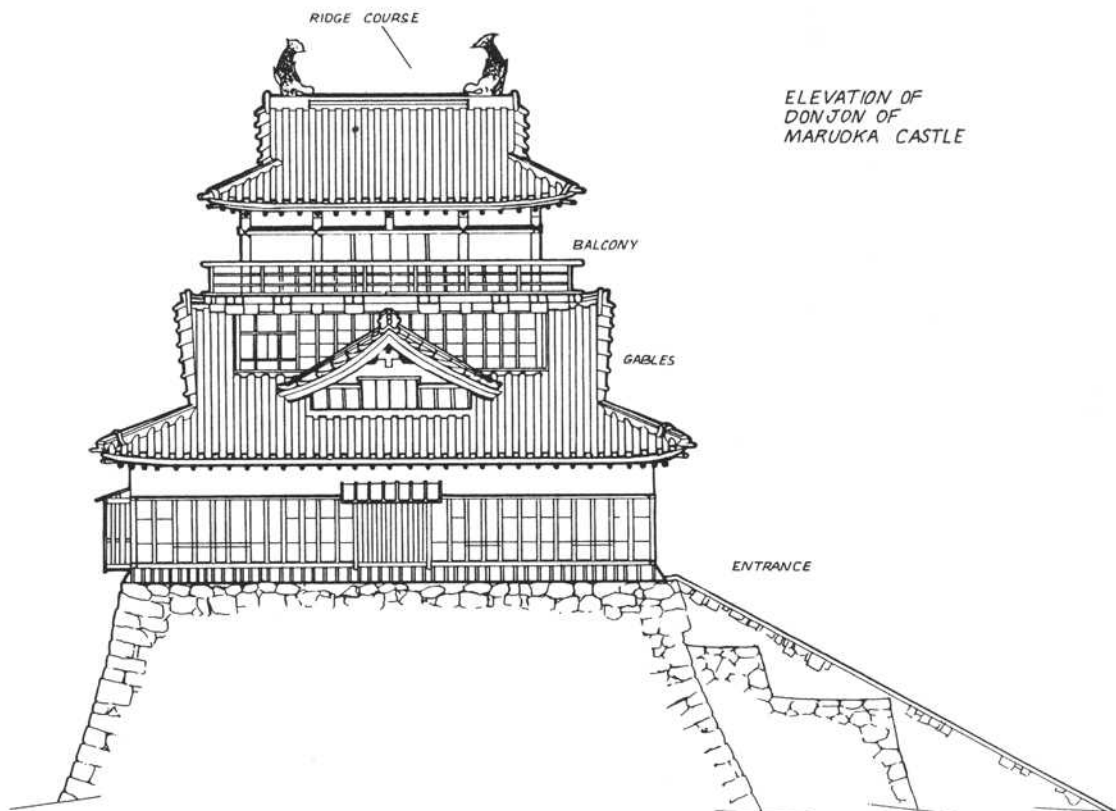 RIDGE COURSE
ELEVATION OF
DONJON OF
MARUOKA CASTLE
BALCONY
GABLES
ENTRANCE